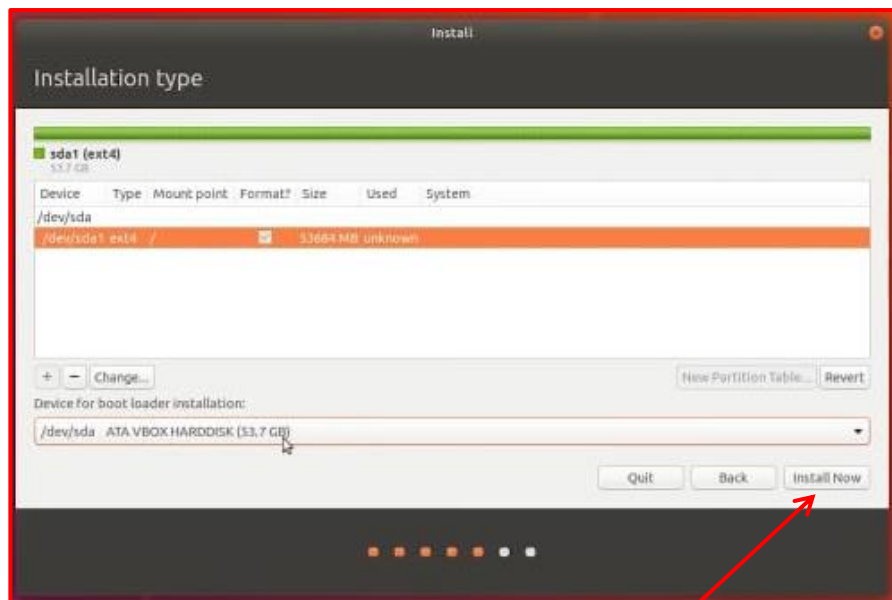 Install
Installation type
sda1 (ext4)
53.7 GB
Device Type Mount point Format? Size Used System
/dev/sda
/dev/sda1 ext4 / 53684 MB unknown
+ − Change... New Partition Table... Revert
Device for boot loader installation:
/dev/sda ATA VBOX HARDDISK (53,7 GB)
Quit Back Install Now